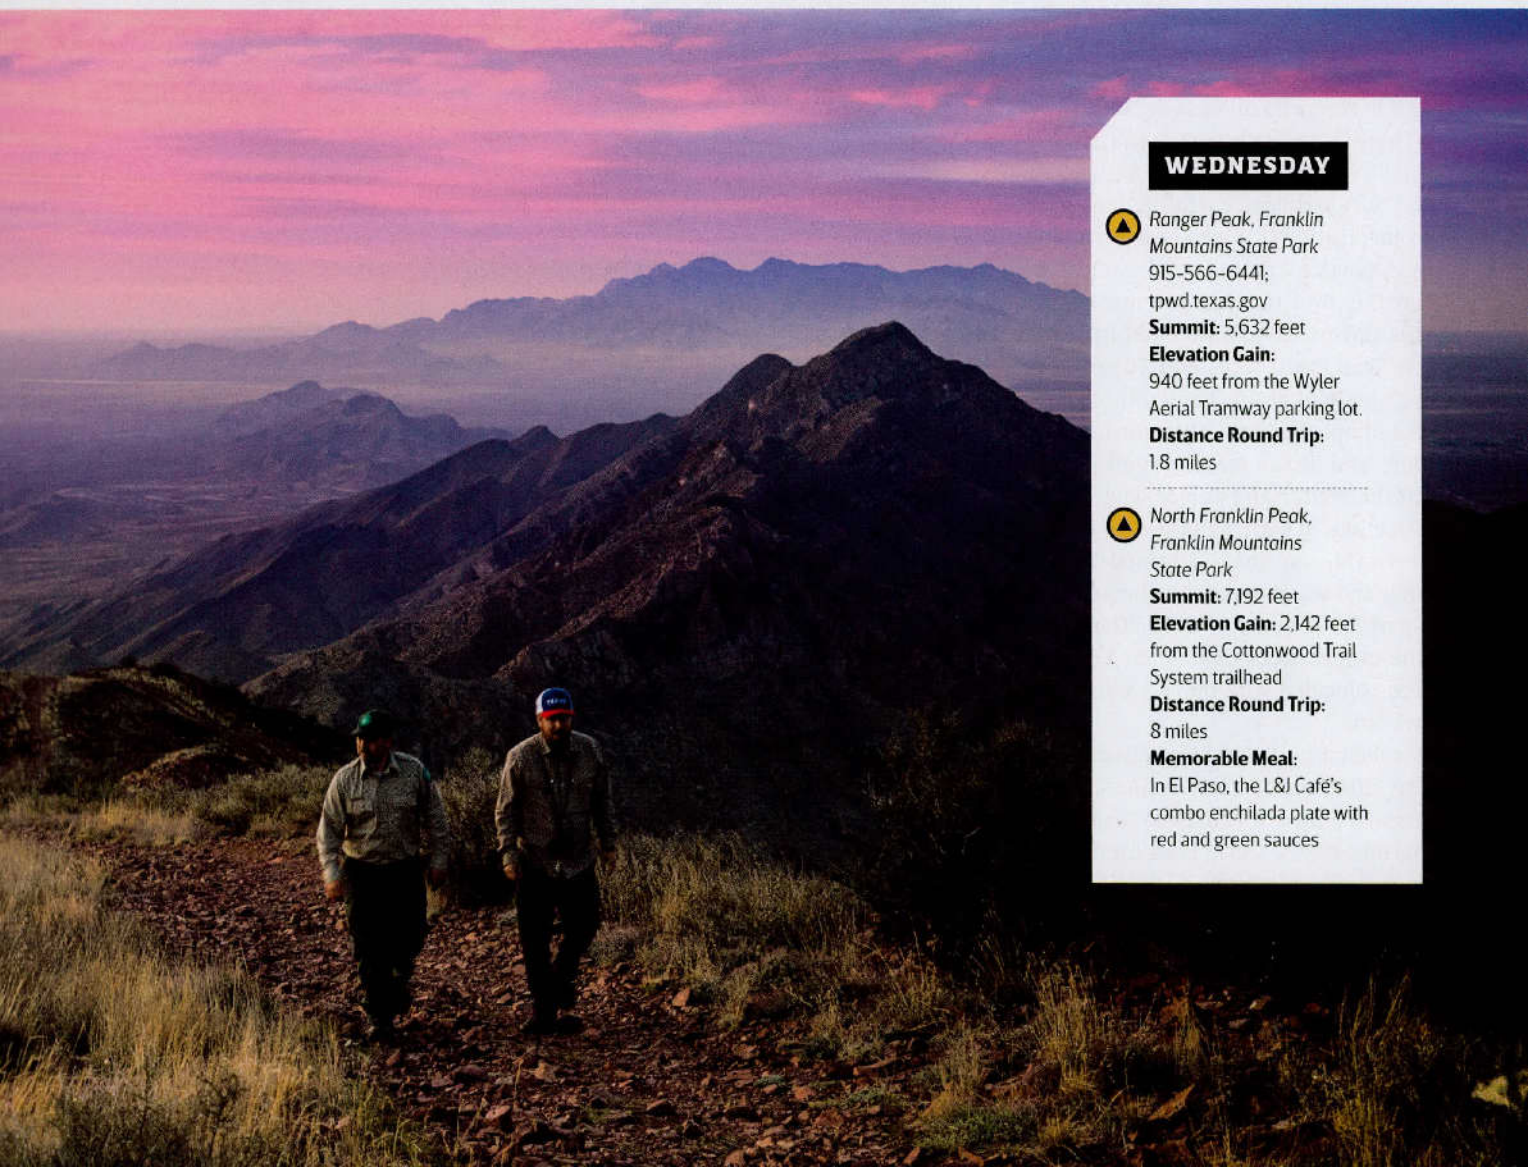 WEDNESDAY
Ranger Peak, Franklin
Mountains State Park
915-566-6441;
tpwd.texas.gov
Summit: 5,632 feet
Elevation Gain:
940 feet from the Wyler
Aerial Tramway parking lot.
Distance Round Trip:
1.8 miles
North Franklin Peak,
Franklin Mountains
State Park
Summit: 7,192 feet
Elevation Gain: 2,142 feet
from the Cottonwood Trail
System trailhead
Distance Round Trip:
8 miles
Memorable Meal:
In El Paso, the L&J Café's
combo enchilada plate with
red and green sauces